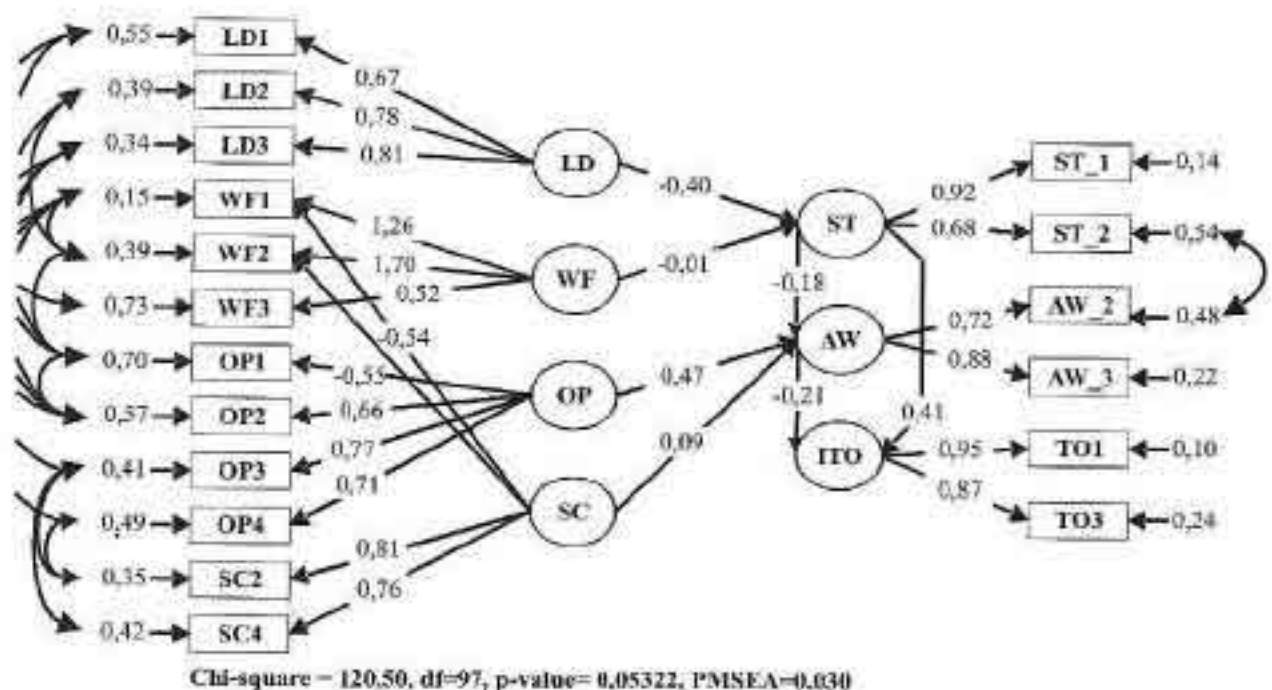 0,55 LD1
0,67
0,39 LD2
0,78
0,34 LD3
0,81
LD
ST_1 0,14
-0,40
0,92
0,15 WF1
ST
0,68
ST_2 0,54
1,26
0,39 WF2
1,70
WF
-0,01
-0,18
0,73 WF3
0,52
AW_2 0,48
0,72
-0,54
AW
0,88
0,70 OP1
-0,55
0,47
AW_3 0,22
OP
-0,21
0,57 OP2
0,66
0,41
0,77
0,09
ITO
0,95
TO1 0,10
0,41 OP3
0,71
0,87
0,49 OP4
SC
TO3 0,24
0,81
0,35 SC2
0,76
0,42 SC4
Chi-square = 120,50, df=97, p-value= 0,05322, PMSEA=0,030